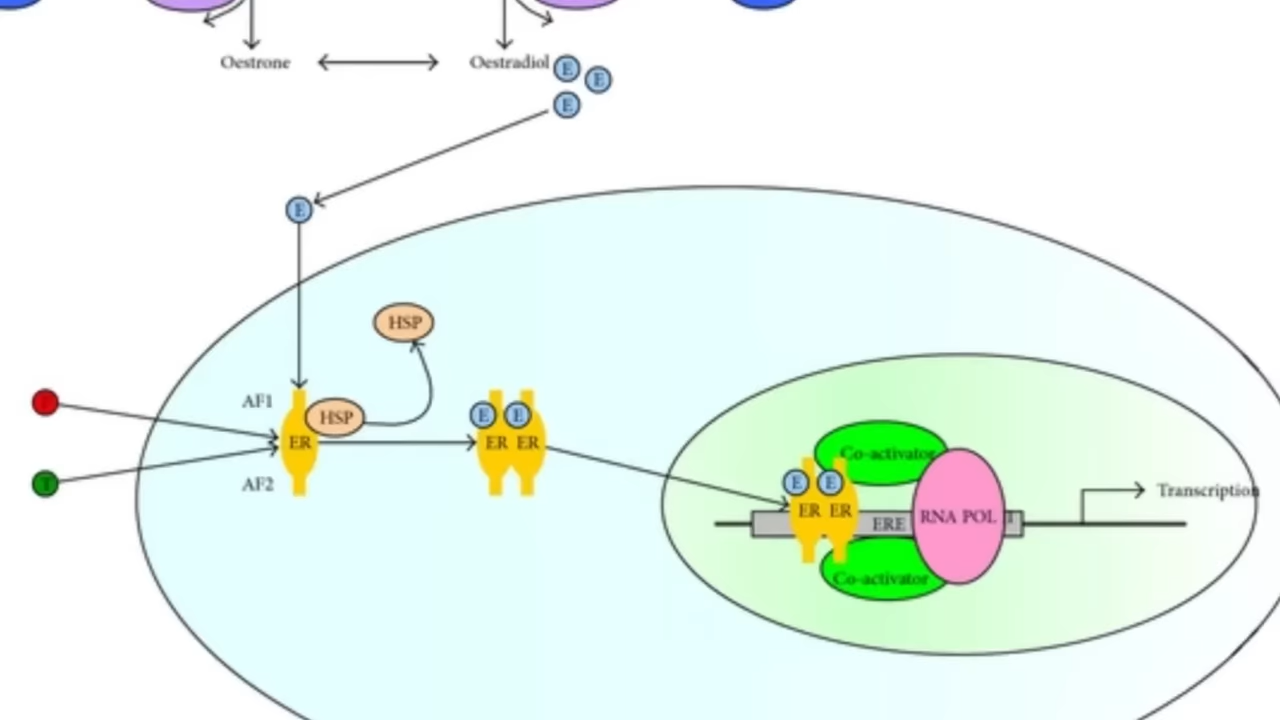 Oestrone
Oestradiol
E
E
E
E
HSP
AF1
HSP
ER
AF2
E E
ER ER
Co-activator
E E
ER ER
ERE
RNA POL
Transcription
Co-activator